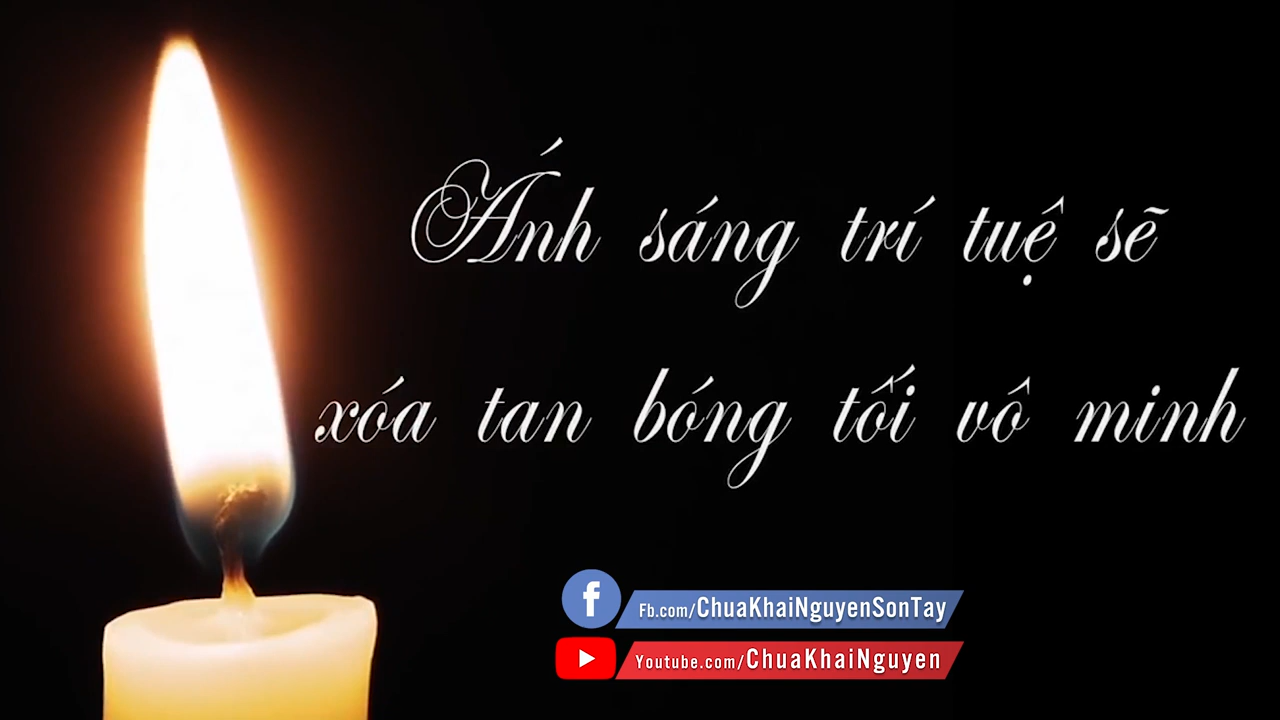 Ánh sáng trí tuệ sẽ
xóa tan bóng tối vô minh
Fb.com/ChuaKhaiNguyenSonTay
Youtube.com/ChuaKhaiNguyen